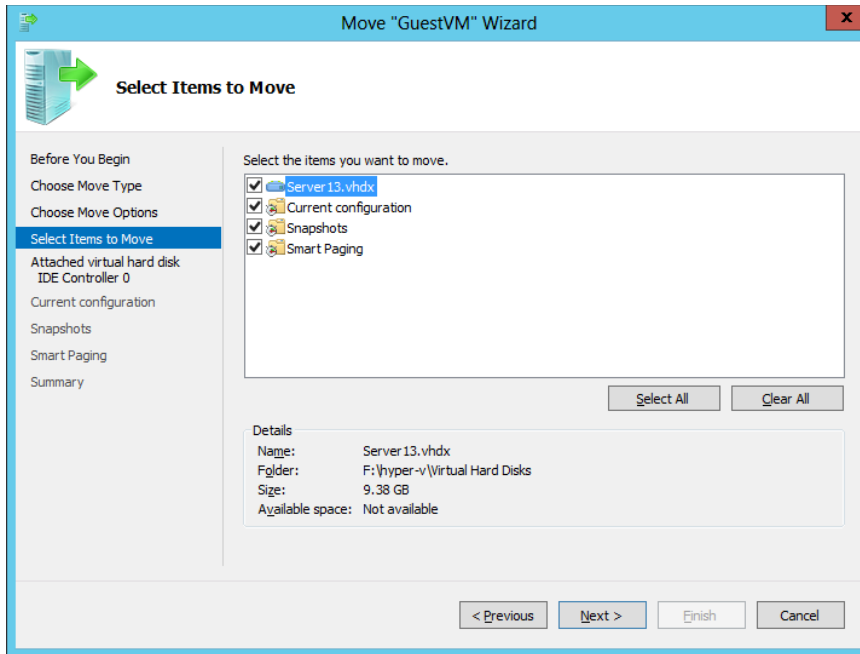 Move "GuestVM" Wizard
x
Select Items to Move
Before You Begin
Choose Move Type
Choose Move Options
Select Items to Move
Attached virtual hard disk
IDE Controller 0
Current configuration
Snapshots
Smart Paging
Summary
Select the items you want to move.
Server13.vhdx
Current configuration
Snapshots
Smart Paging
Select All
Clear All
Details
Name: Server13.vhdx
Folder: F:\hyper-v\Virtual Hard Disks
Size: 9.38 GB
Available space: Not available
< Previous
Next >
Finish
Cancel